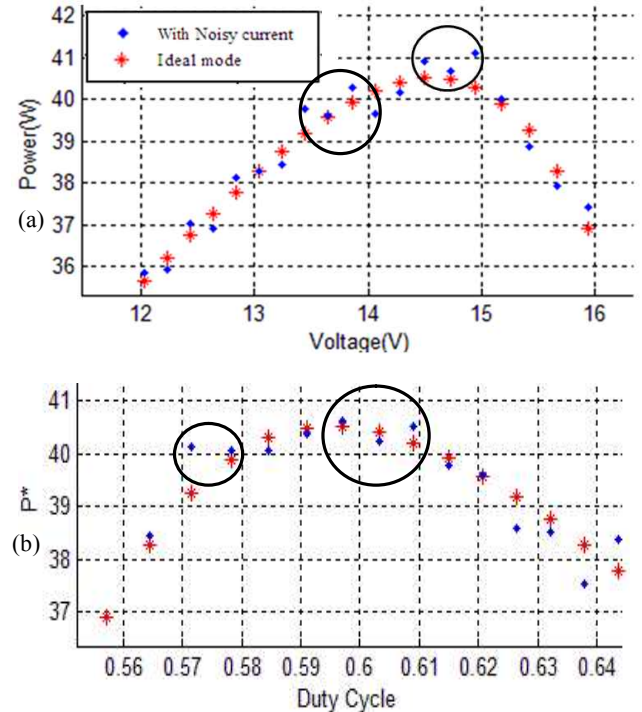 42
With Noisy current
Ideal mode
41
40
39
38
37
36
Power(W)
(a)
12 13 14 15 16
Voltage(V)
41
40
39
38
37
P*
(b)
0.56 0.57 0.58 0.59 0.6 0.61 0.62 0.63 0.64
Duty Cycle